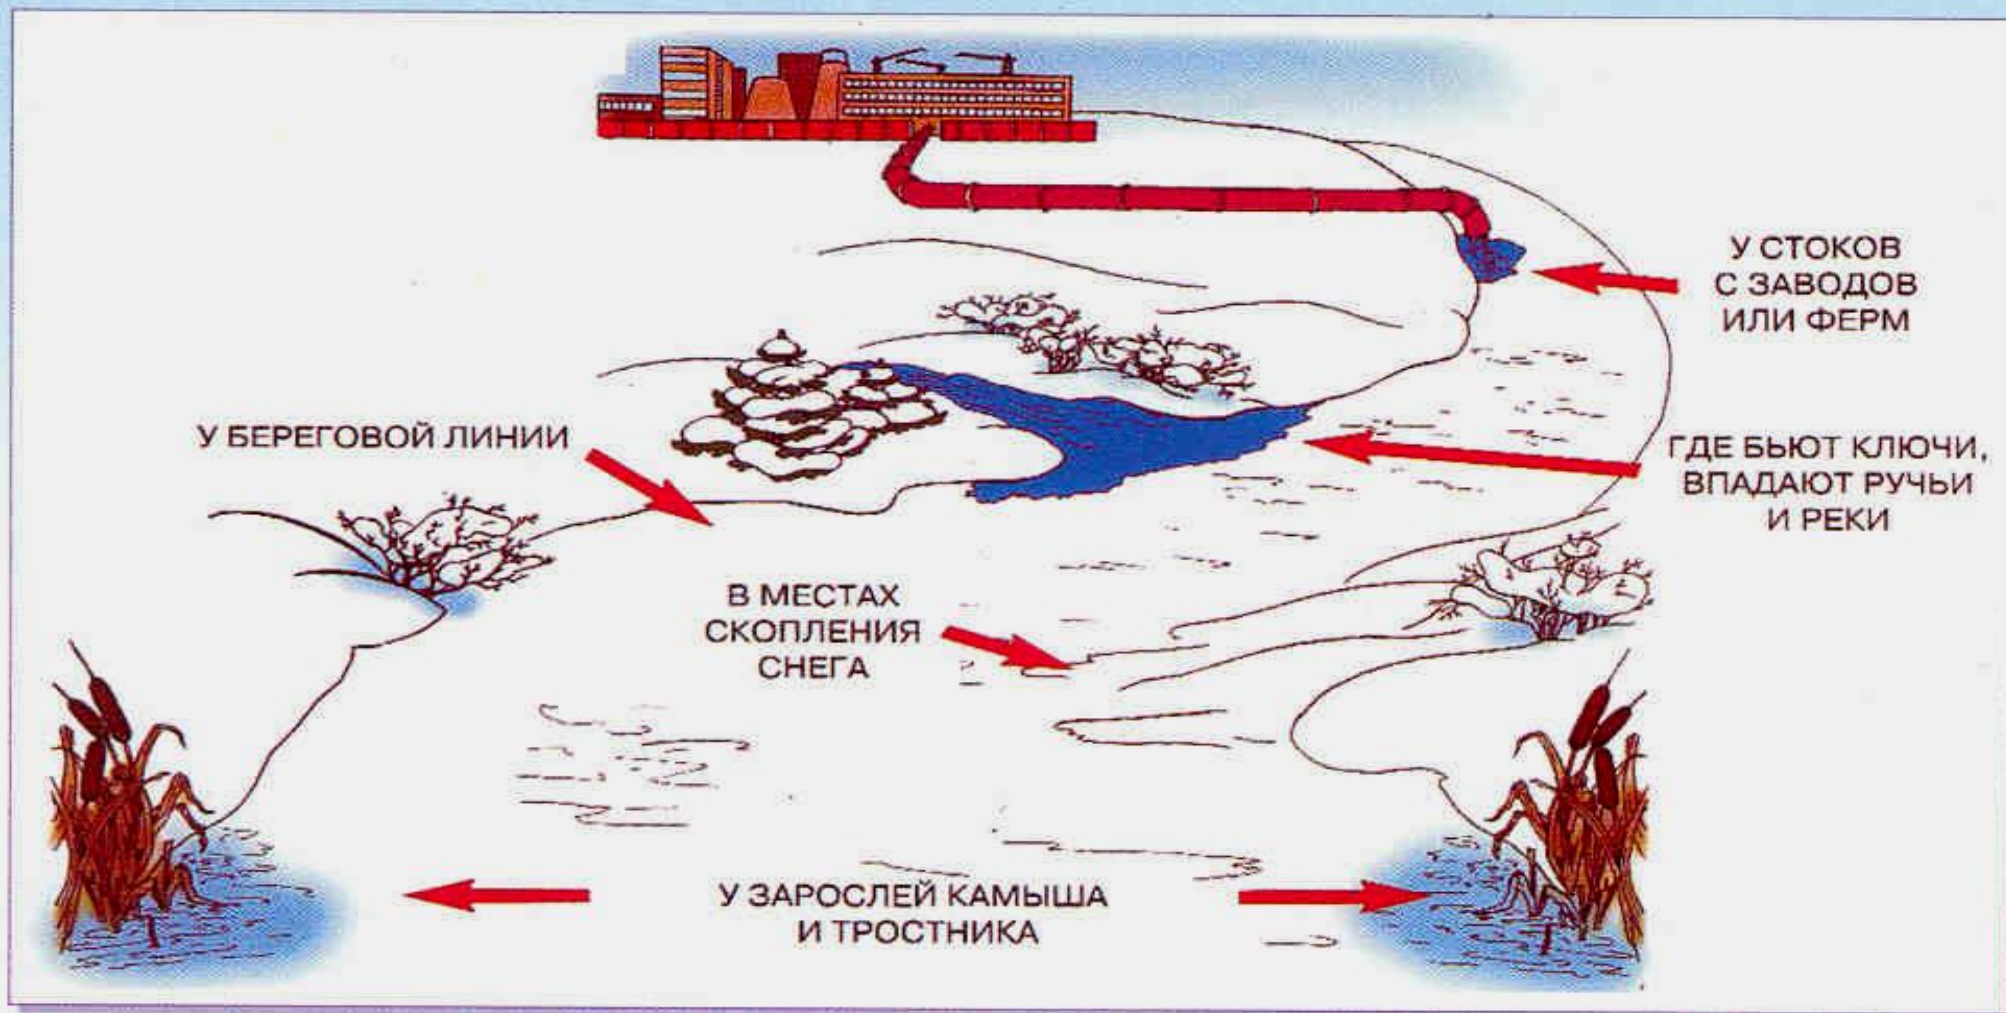 У СТОКОВ
С ЗАВОДОВ
ИЛИ ФЕРМ
У БЕРЕГОВОЙ ЛИНИИ
ГДЕ БЬЮТ КЛЮЧИ,
ВПАДАЮТ РУЧЬИ
И РЕКИ
В МЕСТАХ
СКОПЛЕНИЯ
СНЕГА
У ЗАРОСЛЕЙ КАМЫША
И ТРОСТНИКА